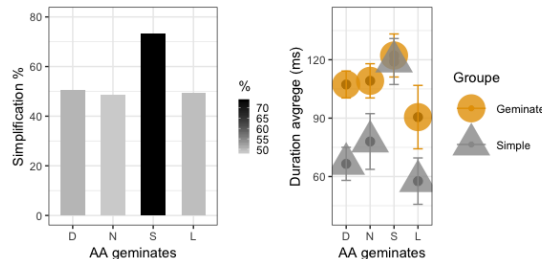 Simplification %
80
60
40
20
0
D N S L
AA geminates
%
70
65
60
55
50
Duration avgrege (ms)
120
90
60
D N S L
AA geminates
Groupe
Geminate
Simple